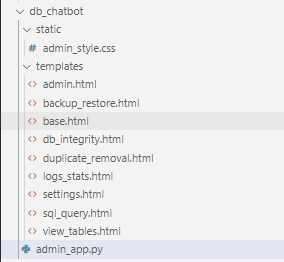 db_chatbot
static
# admin_style.css
templates
<> admin.html
<> backup_restore.html
<> base.html
<> db_integrity.html
<> duplicate_removal.html
<> logs_stats.html
<> settings.html
<> sql_query.html
<> view_tables.html
admin_app.py